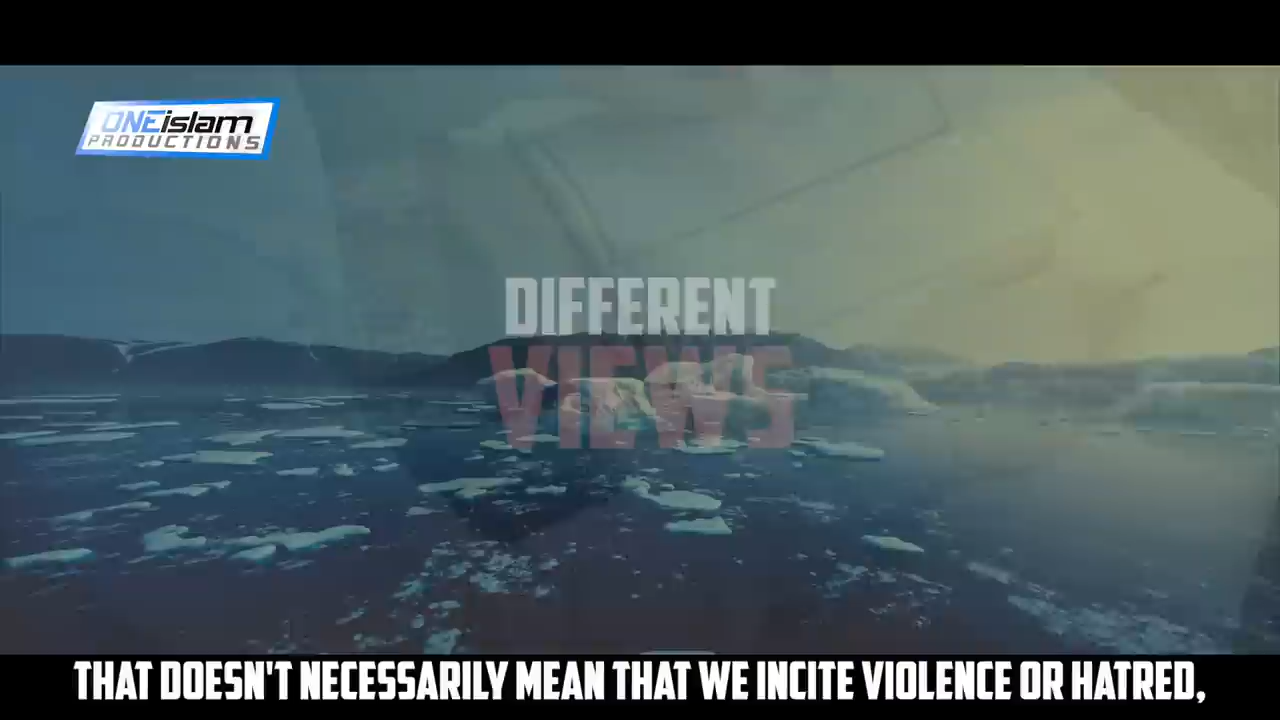 ONEislam
PRODUCTIONS
DIFFERENT
VIEWS
THAT DOESN'T NECESSARILY MEAN THAT WE INCITE VIOLENCE OR HATRED,